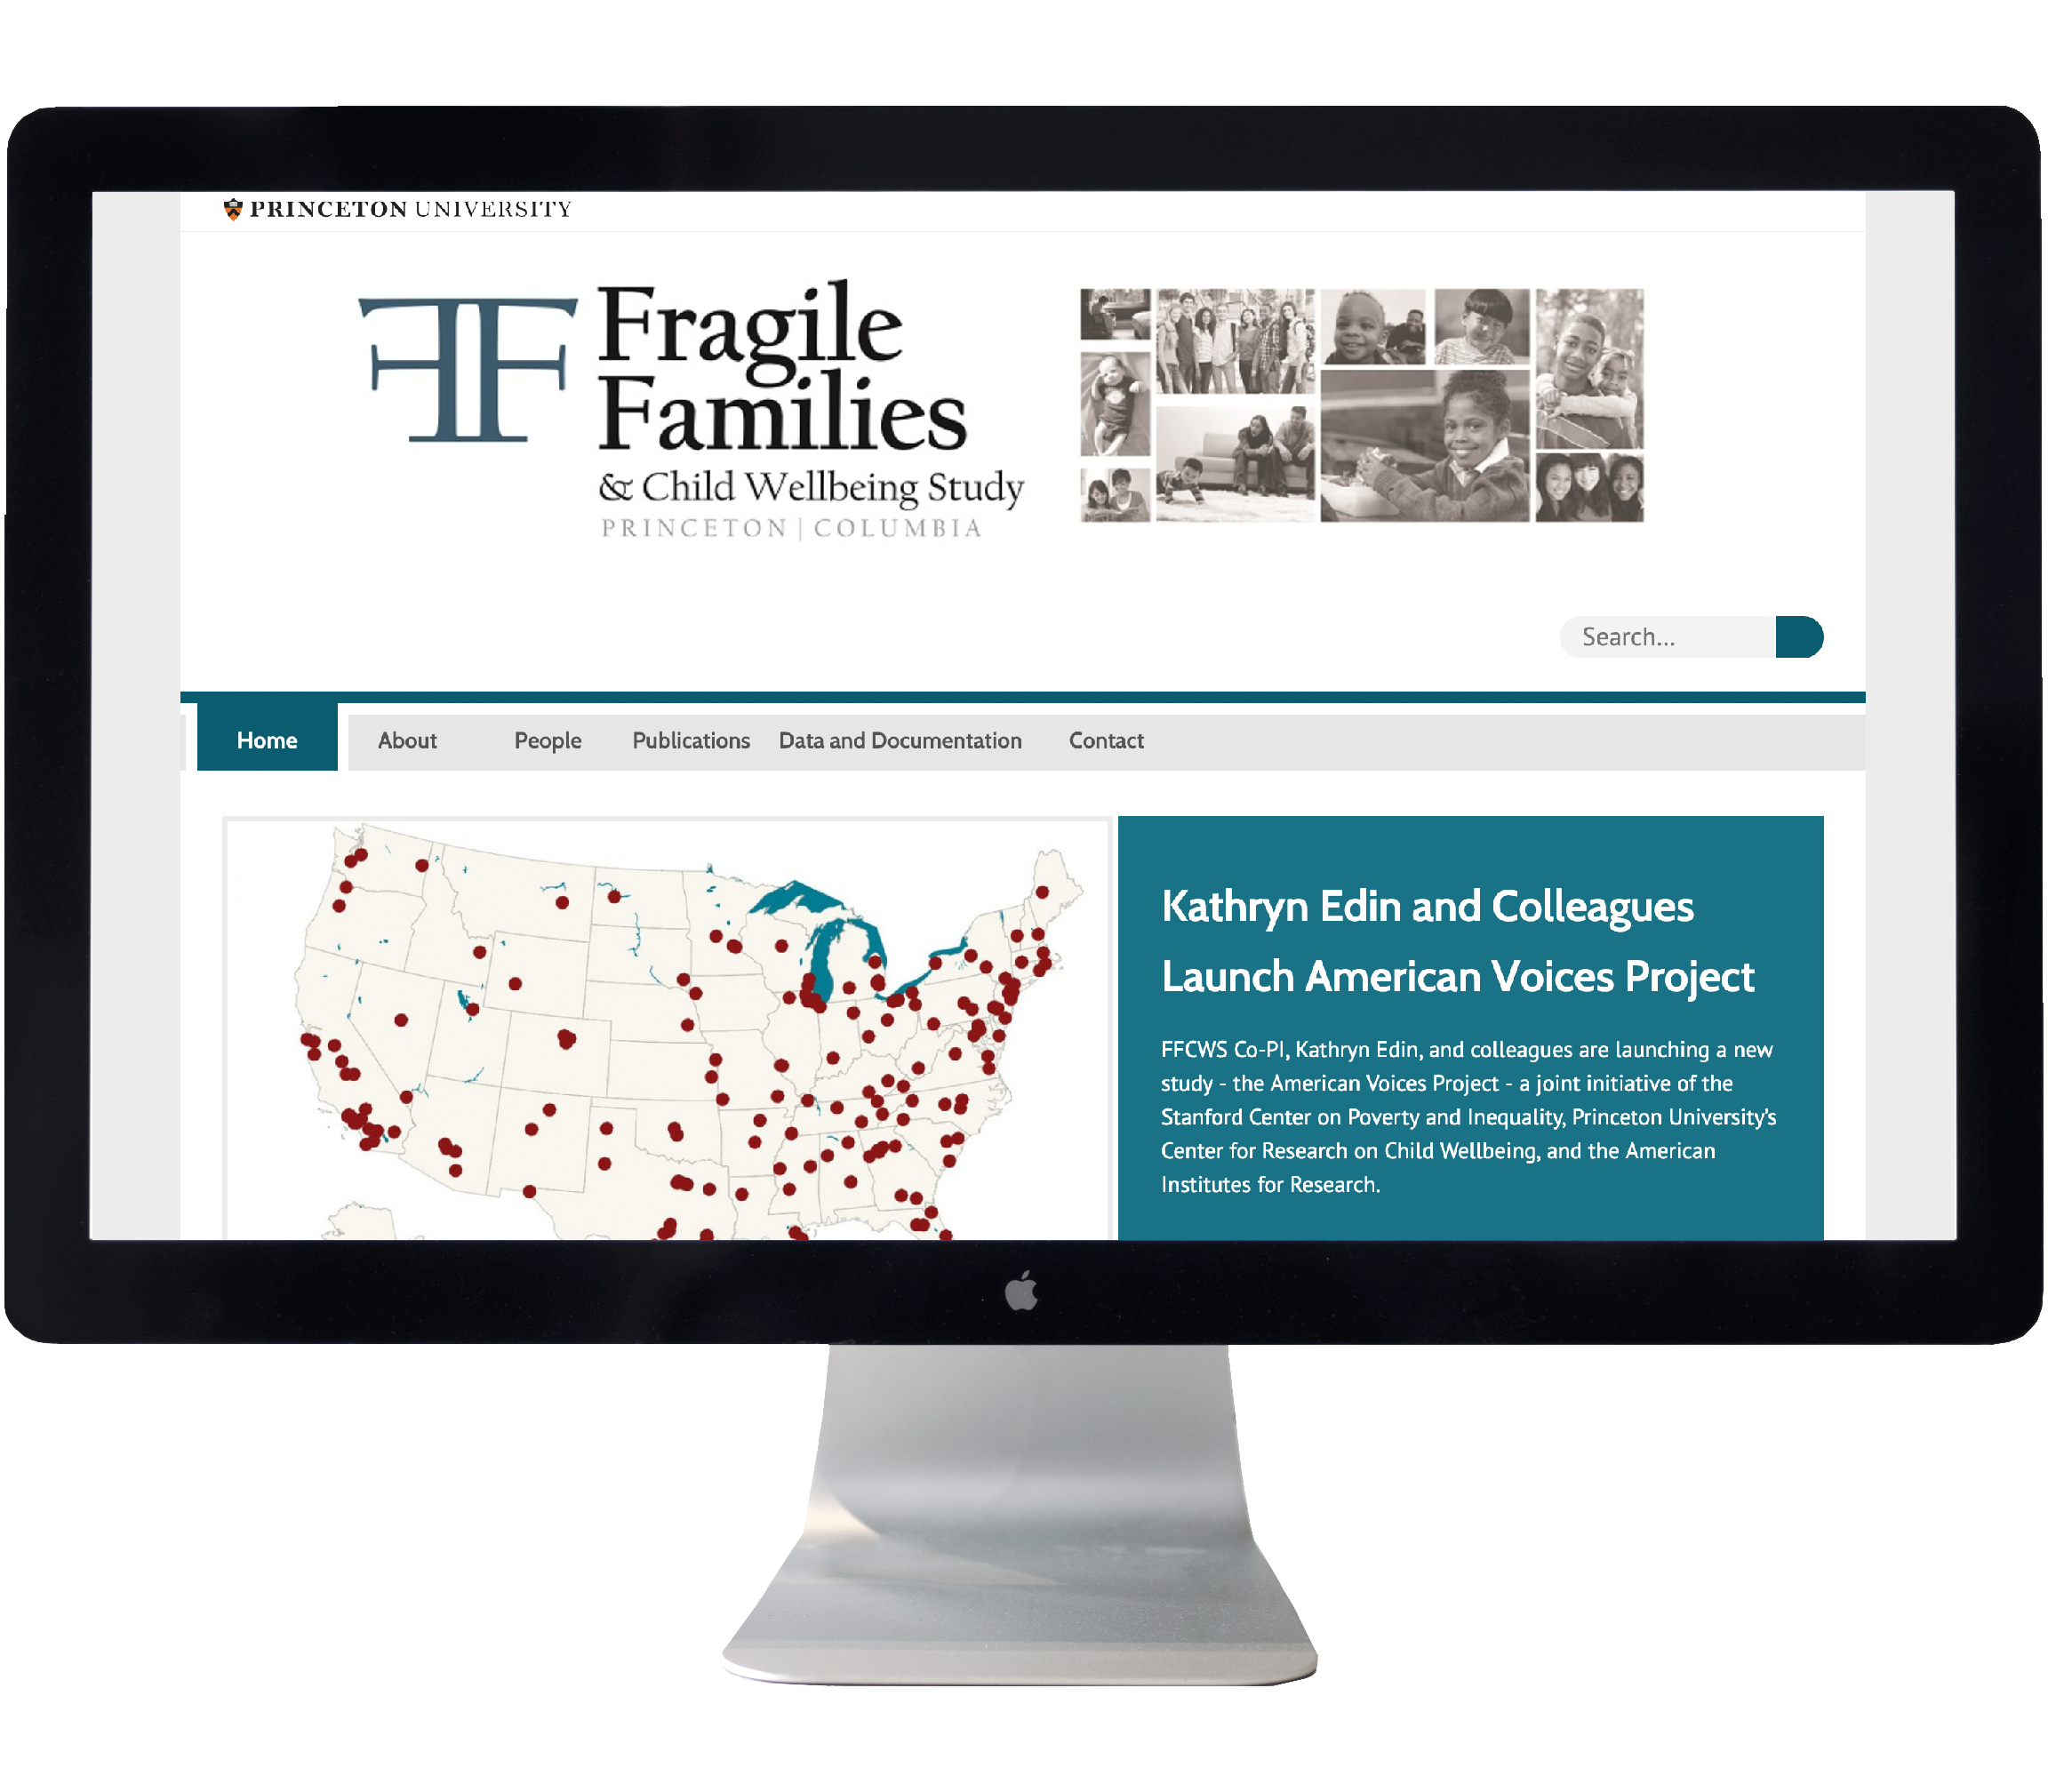 PRINCETON UNIVERSITY
Fragile
Families
& Child Wellbeing Study
PRINCETON | COLUMBIA
Search...
Home About People Publications Data and Documentation Contact
Kathryn Edin and Colleagues
Launch American Voices Project
FFCWS Co-PI, Kathryn Edin, and colleagues are launching a new
study - the American Voices Project - a joint initiative of the
Stanford Center on Poverty and Inequality, Princeton University's
Center for Research on Child Wellbeing, and the American
Institutes for Research.